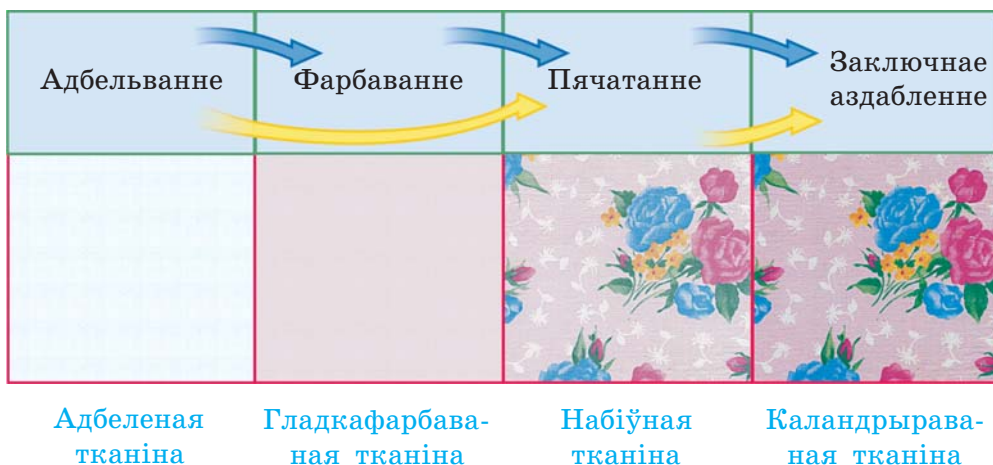 Адбельванне
Фарбаванне
Пячатанне
Заключнае
аздабленне
Адбеленая
тканіна
Гладкафарбава-
ная тканіна
Набіўная
тканіна
Каландрырава-
ная тканіна